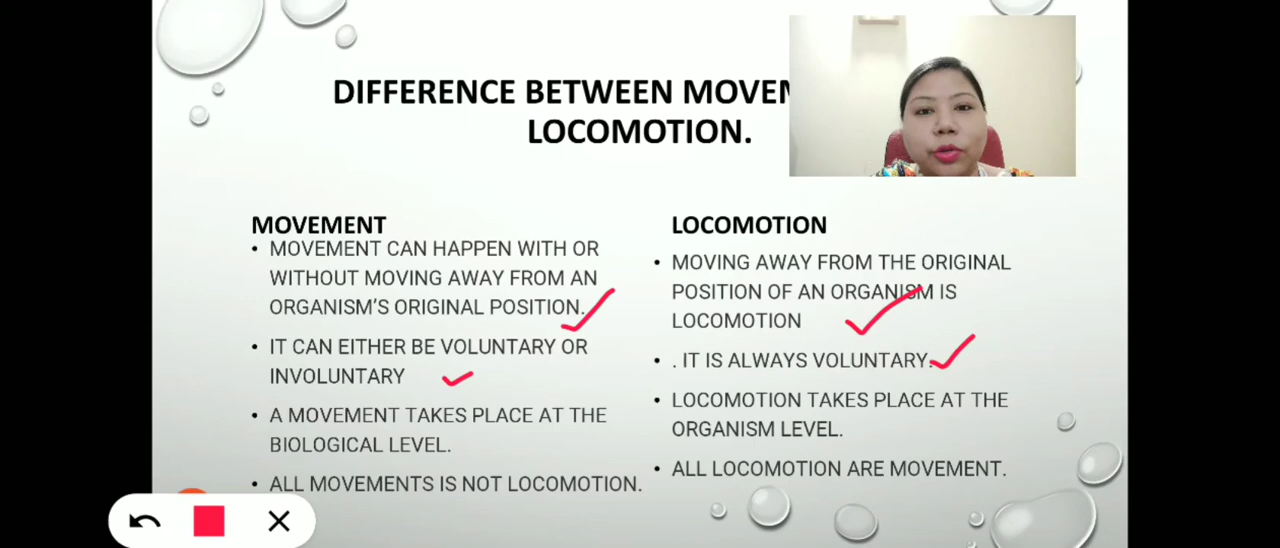 DIFFERENCE BETWEEN
LOCOMOTION.
MOVEMENT
• MOVEMENT CAN HAPPEN WITH OR
WITHOUT MOVING AWAY FROM AN
ORGANISM'S ORIGINAL POSITION.
• IT CAN EITHER BE VOLUNTARY OR
INVOLUNTARY
• A MOVEMENT TAKES PLACE AT THE
BIOLOGICAL LEVEL.
• ALL MOVEMENTS IS NOT LOCOMOTION.
LOCOMOTION
• MOVING AWAY FROM THE ORIGINAL
POSITION OF AN ORGANISM IS
LOCOMOTION
• . IT IS ALWAYS VOLUNTARY.
• LOCOMOTION TAKES PLACE AT THE
ORGANISM LEVEL.
• ALL LOCOMOTION ARE MOVEMENT.